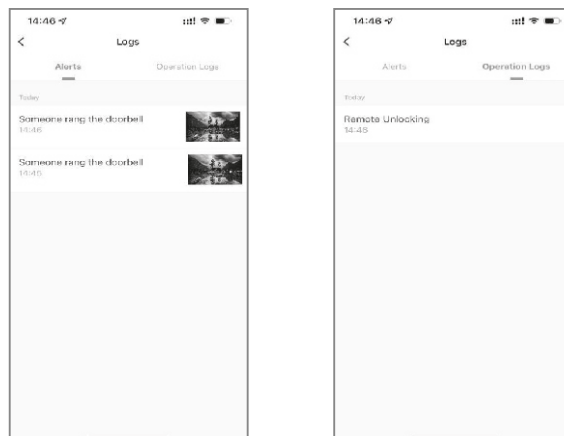 14:46
Logs
Alerts
Operation Logs
Today
Someone rang the doorbell
14:46
Someone rang the doorbell
14:45
14:46
Logs
Alerts
Operation Logs
Today
Remote Unlocking
14:46